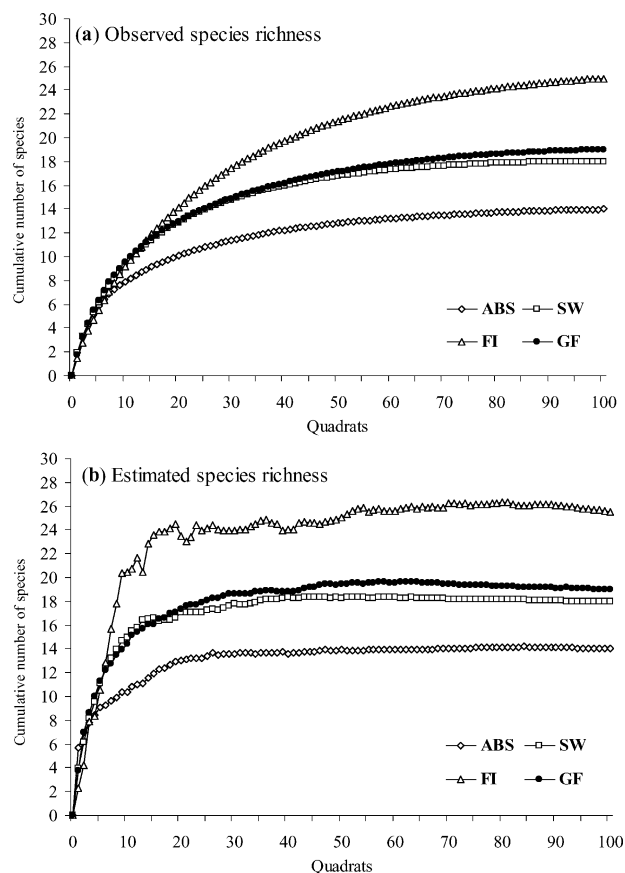 (a) Observed species richness
30
28
26
24
22
20
18
16
14
12
10
8
6
4
2
0
Cumulative number of species
ABS SW
FI GF
0 10 20 30 40 50 60 70 80 90 100
Quadrats
(b) Estimated species richness
30
28
26
24
22
20
18
16
14
12
10
8
6
4
2
0
Cumulative number of species
ABS SW
FI GF
0 10 20 30 40 50 60 70 80 90 100
Quadrats